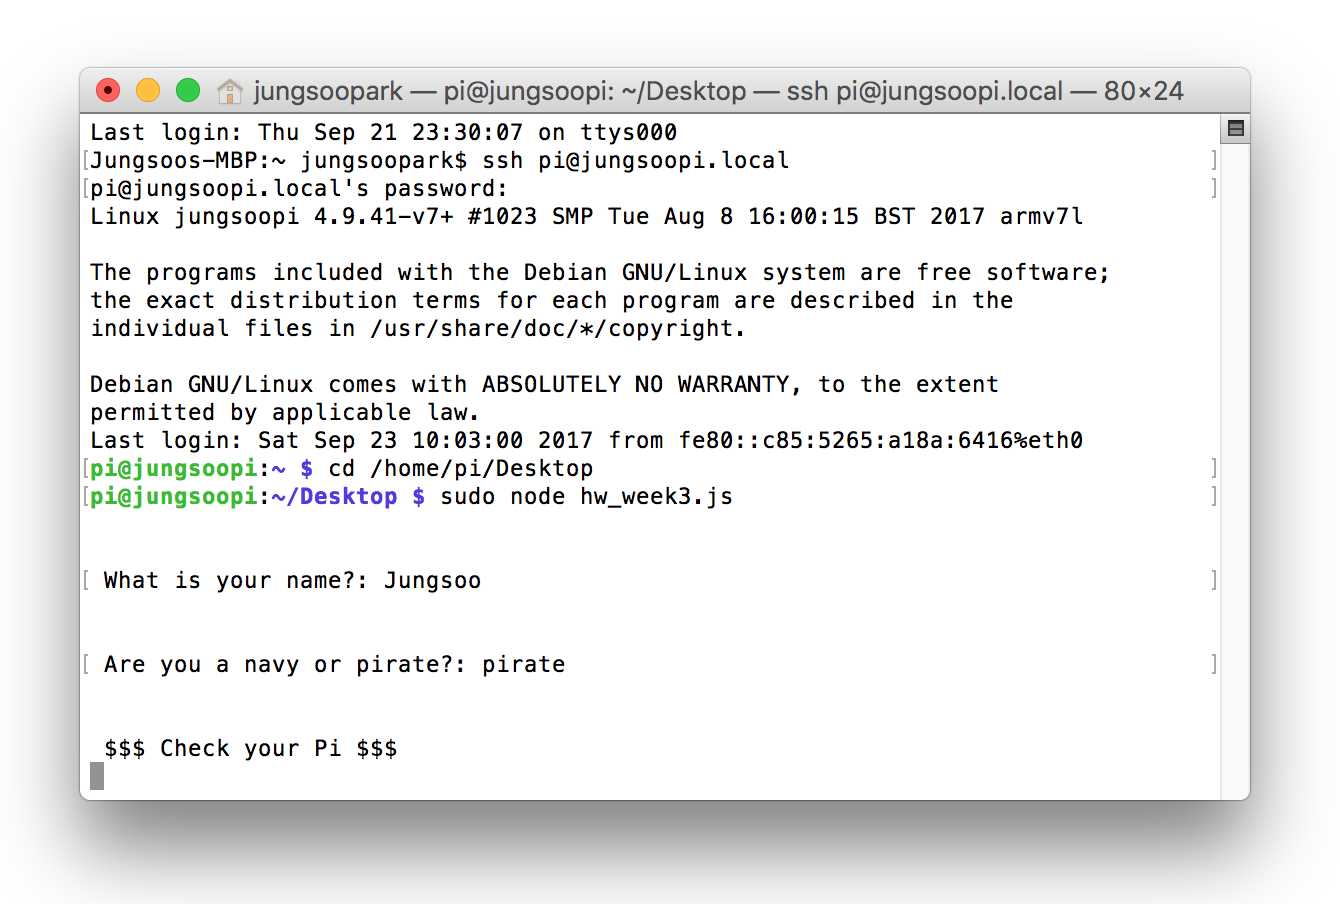 jungsoopark — pi@jungsoopi: ~/Desktop — ssh pi@jungsoopi.local — 80×24
Last login: Thu Sep 21 23:30:07 on ttys000
[Jungsoos-MBP:~ jungsoopark$ ssh pi@jungsoopi.local ]
[pi@jungsoopi.local's password: ]
Linux jungsoopi 4.9.41-v7+ #1023 SMP Tue Aug 8 16:00:15 BST 2017 armv7l
The programs included with the Debian GNU/Linux system are free software;
the exact distribution terms for each program are described in the
individual files in /usr/share/doc/*/copyright.
Debian GNU/Linux comes with ABSOLUTELY NO WARRANTY, to the extent
permitted by applicable law.
Last login: Sat Sep 23 10:03:00 2017 from fe80::c85:5265:a18a:6416%eth0
[pi@jungsoopi:~ $ cd /home/pi/Desktop ]
[pi@jungsoopi:~/Desktop $ sudo node hw_week3.js ]
[ What is your name?: Jungsoo ]
[ Are you a navy or pirate?: pirate ]
$$$ Check your Pi $$$